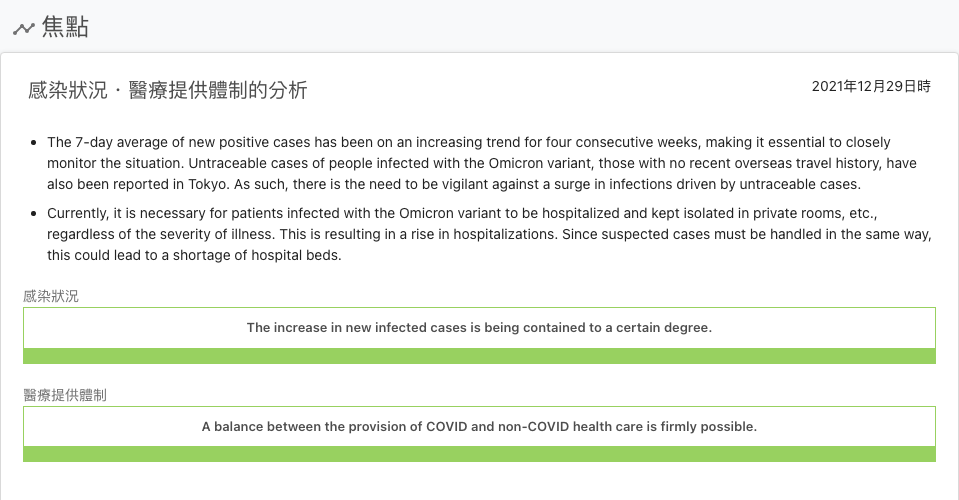 焦點
感染狀況・醫療提供體制的分析
2021年12月29日時
The 7-day average of new positive cases has been on an increasing trend for four consecutive weeks, making it essential to closely
monitor the situation. Untraceable cases of people infected with the Omicron variant, those with no recent overseas travel history, have
also been reported in Tokyo. As such, there is the need to be vigilant against a surge in infections driven by untraceable cases.
Currently, it is necessary for patients infected with the Omicron variant to be hospitalized and kept isolated in private rooms, etc.,
regardless of the severity of illness. This is resulting in a rise in hospitalizations. Since suspected cases must be handled in the same way,
this could lead to a shortage of hospital beds.
感染狀況
The increase in new infected cases is being contained to a certain degree.
醫療提供體制
A balance between the provision of COVID and non-COVID health care is firmly possible.